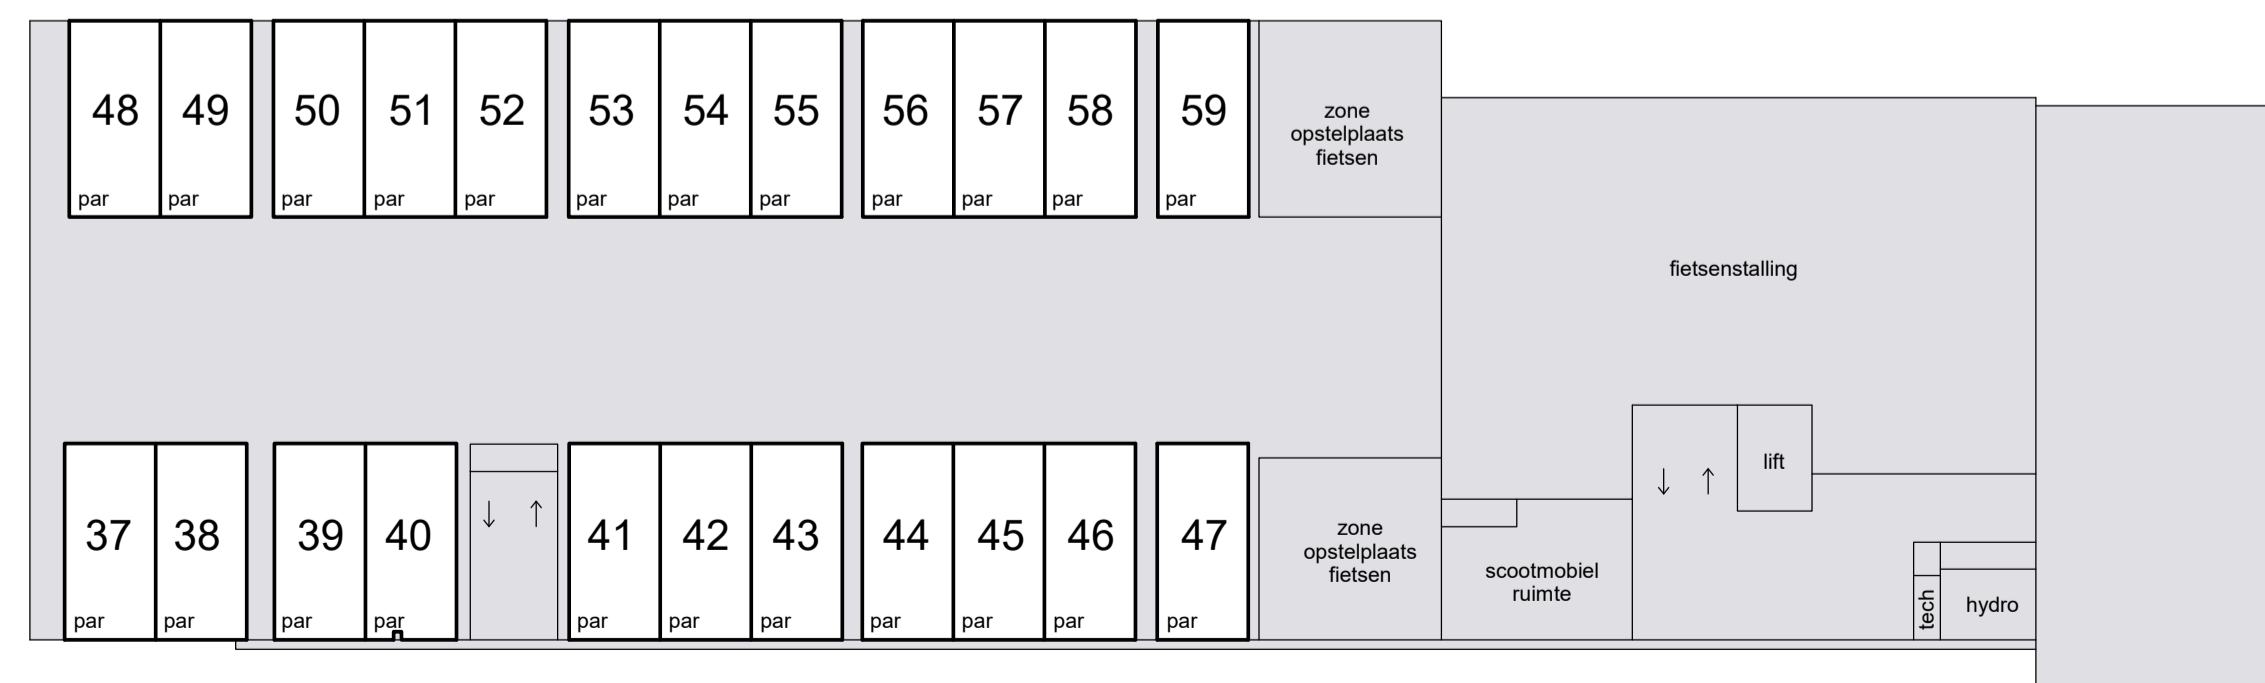 48 49 50 51 52 53 54 55 56 57 58 59
par par par par par par par par par par par par
zone
opstelplaats
fietsen
fietsenstalling
lift
37 38 39 40 41 42 43 44 45 46 47
par par par par par par par par par par par
zone
opstelplaats
fietsen
scootmobiel
ruimte
tech
hydro